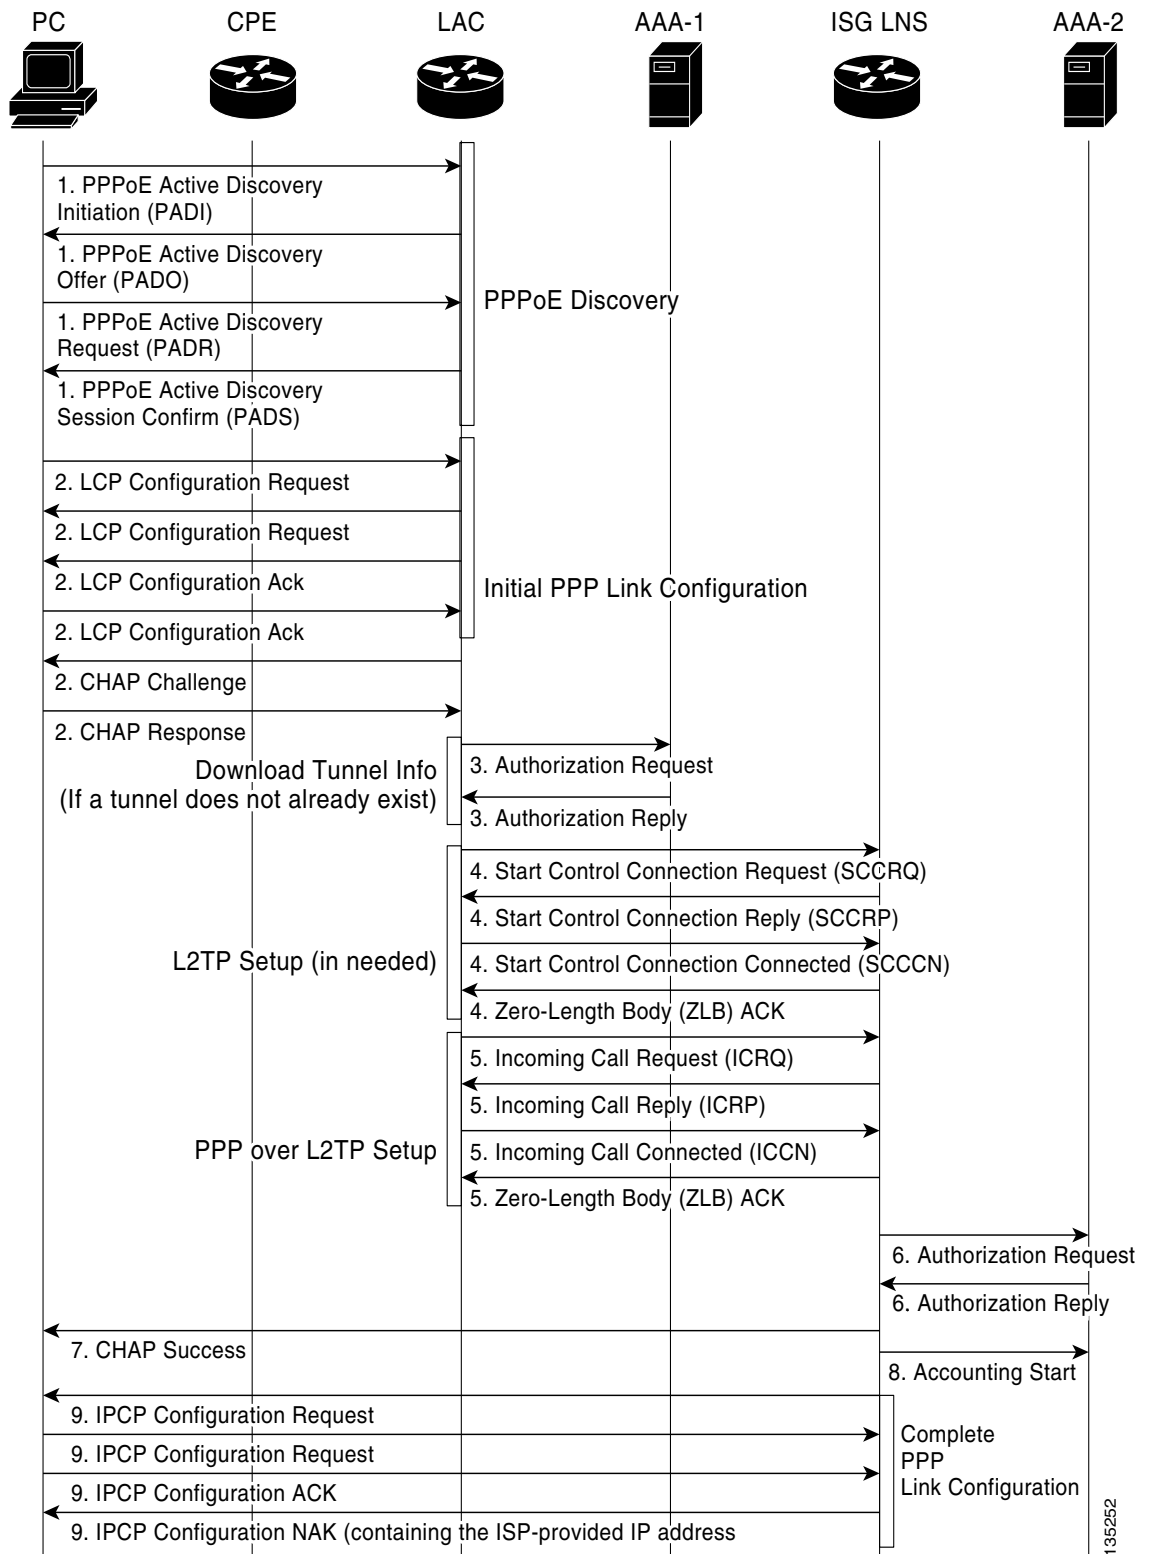 PC
CPE
LAC
AAA-1
ISG LNS
AAA-2
1. PPPoE Active Discovery
Initiation (PADI)
1. PPPoE Active Discovery
Offer (PADO)
PPPoE Discovery
1. PPPoE Active Discovery
Request (PADR)
1. PPPoE Active Discovery
Session Confirm (PADS)
2. LCP Configuration Request
2. LCP Configuration Request
2. LCP Configuration Ack
Initial PPP Link Configuration
2. LCP Configuration Ack
2. CHAP Challenge
2. CHAP Response
Download Tunnel Info
(If a tunnel does not already exist)
3. Authorization Request
3. Authorization Reply
4. Start Control Connection Request (SCCRQ)
4. Start Control Connection Reply (SCCRP)
L2TP Setup (in needed)
4. Start Control Connection Connected (SCCCN)
4. Zero-Length Body (ZLB) ACK
5. Incoming Call Request (ICRQ)
5. Incoming Call Reply (ICRP)
PPP over L2TP Setup
5. Incoming Call Connected (ICCN)
5. Zero-Length Body (ZLB) ACK
6. Authorization Request
6. Authorization Reply
7. CHAP Success
8. Accounting Start
9. IPCP Configuration Request
9. IPCP Configuration Request
Complete
PPP
Link Configuration
9. IPCP Configuration ACK
9. IPCP Configuration NAK (containing the ISP-provided IP address
135252